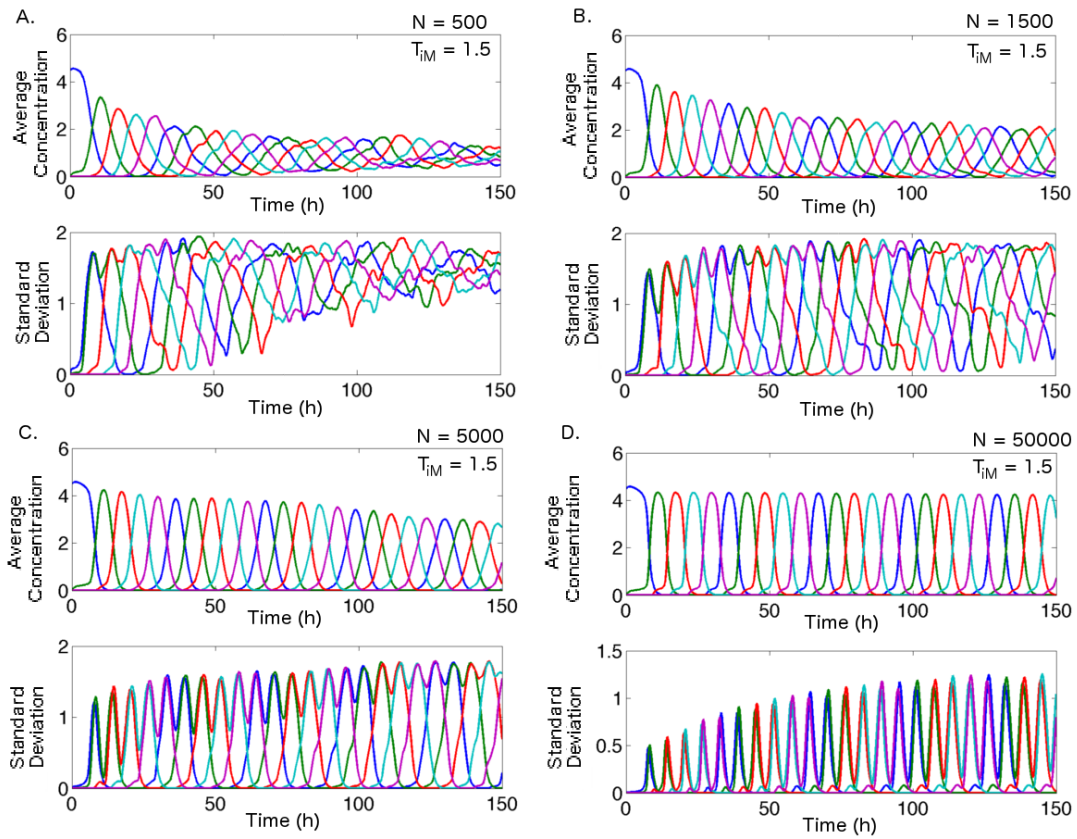 A.
N = 500
T_iM = 1.5
6
4
2
0
Average
Concentration
0 50 100 150
Time (h)
2
1
0
Standard
Deviation
0 50 100 150
Time (h)
B.
N = 1500
T_iM = 1.5
6
4
2
0
Average
Concentration
0 50 100 150
Time (h)
2
1
0
Standard
Deviation
0 50 100 150
Time (h)
C.
N = 5000
T_iM = 1.5
6
4
2
0
Average
Concentration
0 50 100 150
Time (h)
2
1
0
Standard
Deviation
0 50 100 150
Time (h)
D.
N = 50000
T_iM = 1.5
6
4
2
0
Average
Concentration
0 50 100 150
Time (h)
1.5
1
0.5
0
Standard
Deviation
0 50 100 150
Time (h)